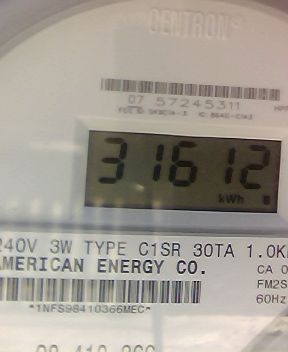 CENTRON®
07 57245311
31612
kWh
240V 3W TYPE C1SR 30TA 1.0K
AMERICAN ENERGY CO.
CA 0
FM2S
60Hz
*1NFS98410366MEC*